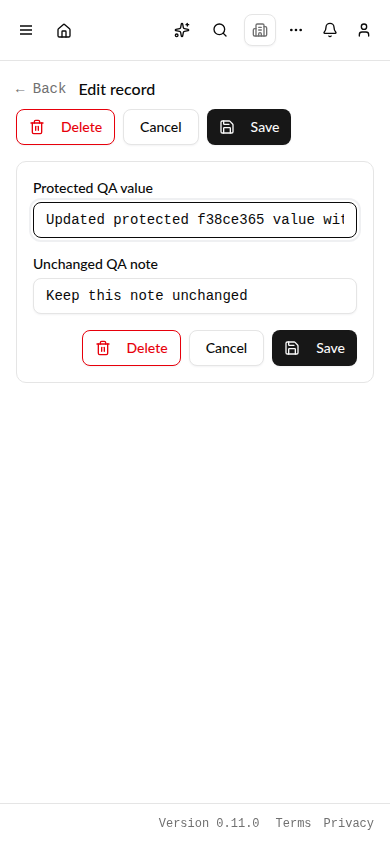 ← Back Edit record
Delete Cancel Save
Protected QA value
Updated protected f38ce365 value wit
Unchanged QA note
Keep this note unchanged
Delete Cancel Save
Version 0.11.0 Terms Privacy